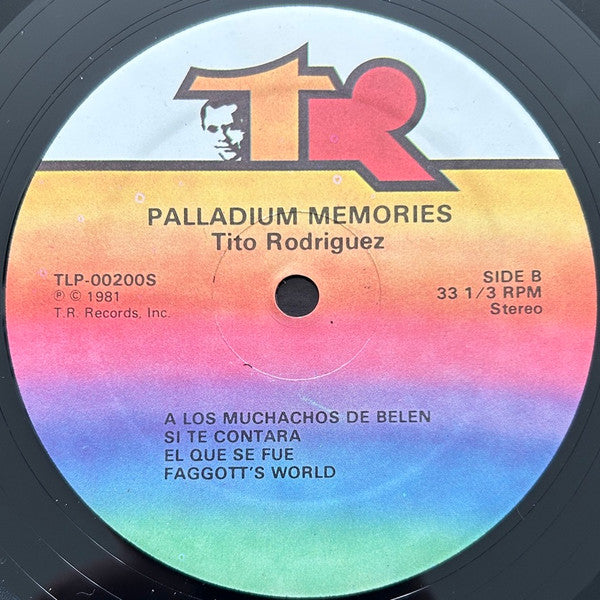 TR
PALLADIUM MEMORIES
Tito Rodriguez
TLP-00200S
℗ © 1981
T.R. Records, Inc.
SIDE B
33 1/3 RPM
Stereo
A LOS MUCHACHOS DE BELEN
SI TE CONTARA
EL QUE SE FUE
FAGGOTT'S WORLD